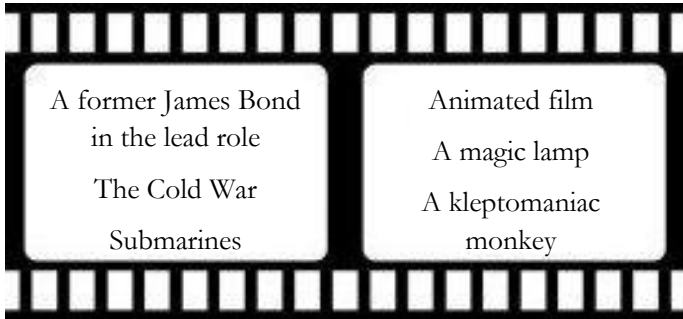 A former James Bond
in the lead role
The Cold War
Submarines
Animated film
A magic lamp
A kleptomaniac
monkey